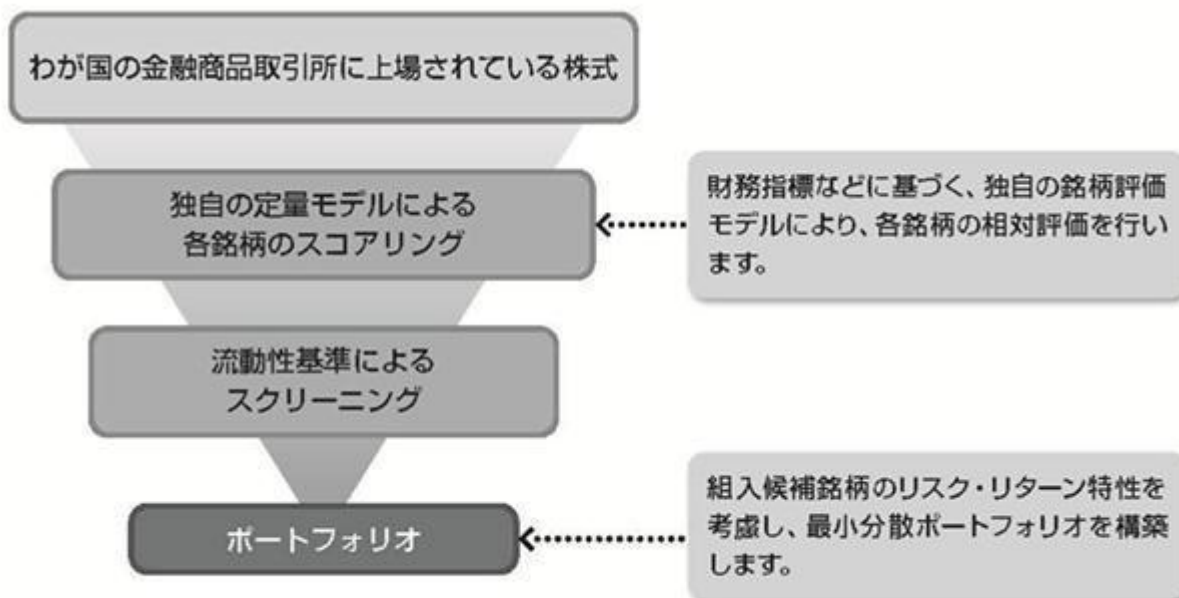 わが国の金融商品取引所に上場されている株式
独自の定量モデルによる
各銘柄のスコアリング
財務指標などに基づく、独自の銘柄評価
モデルにより、各銘柄の相対評価を行い
ます。
流動性基準による
スクリーニング
ポートフォリオ
組入候補銘柄のリスク・リターン特性を
考慮し、最小分散ポートフォリオを構築
します。